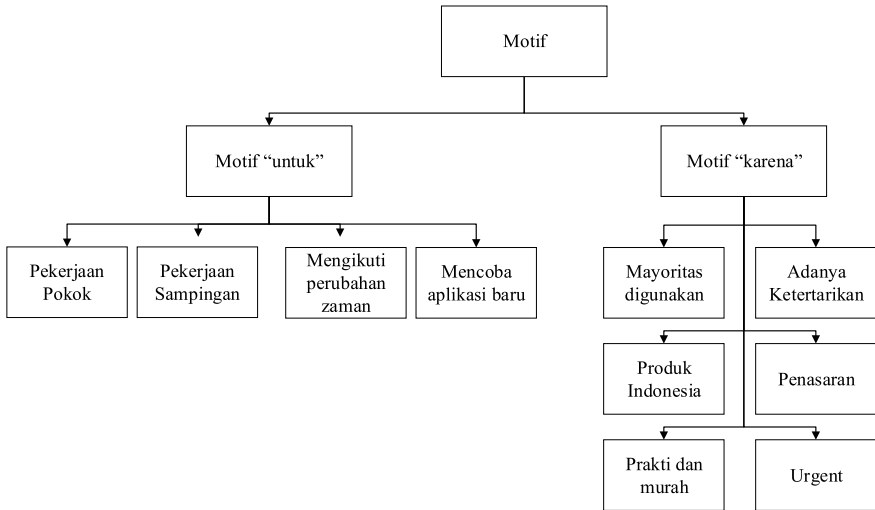 Motif
Motif “untuk”
Motif “karena”
Pekerjaan
Pokok
Pekerjaan
Sampingan
Mengikuti
perubahan
zaman
Mencoba
aplikasi baru
Mayoritas
digunakan
Adanya
Ketertarikan
Produk
Indonesia
Penasaran
Prakti dan
murah
Urgent